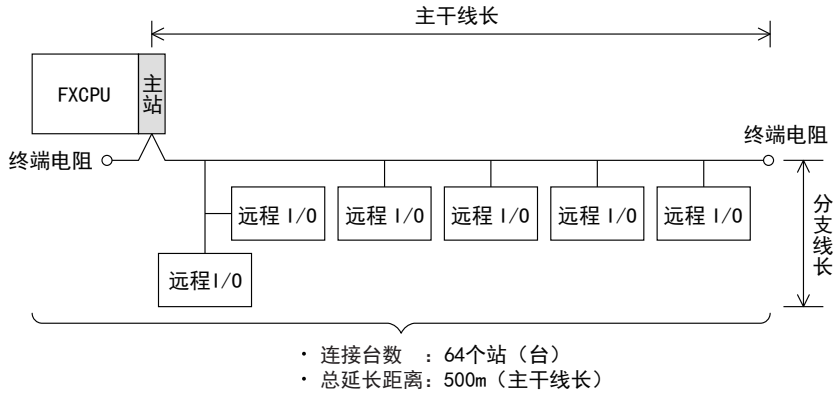 主干线长
FXCPU
主站
终端电阻
终端电阻
远程 I/O
远程 I/O
远程 I/O
远程 I/O
远程 I/O
分支线长
远程I/O
・ 连接台数 ：64个站（台）
・ 总延长距离：500m（主干线长）